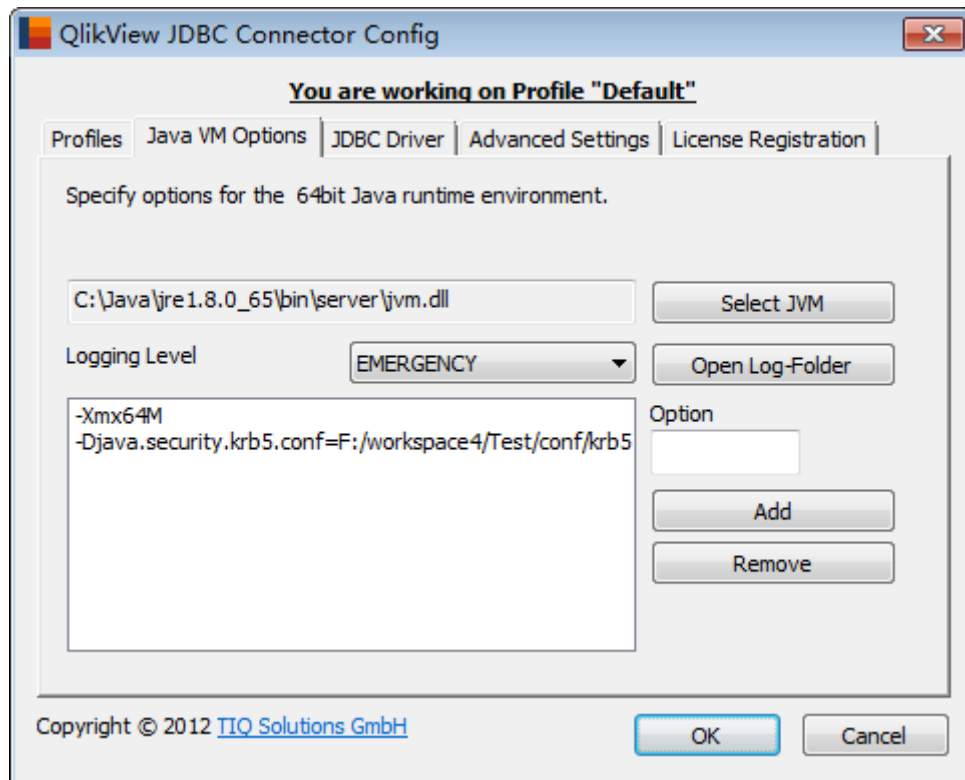 QlikView JDBC Connector Config
You are working on Profile "Default"
Profiles Java VM Options JDBC Driver Advanced Settings License Registration
Specify options for the 64bit Java runtime environment.
C:\Java\jre1.8.0_65\bin\server\jvm.dll Select JVM
Logging Level EMERGENCY Open Log-Folder
-Xmx64M
-Djava.security.krb5.conf=F:/workspace4/Test/conf/krb5
Option
Add
Remove
Copyright © 2012 TIQ Solutions GmbH OK Cancel